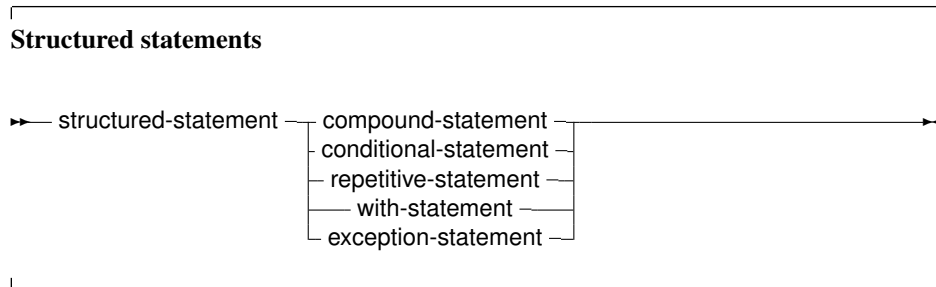 Structured statements
structured-statement compound-statement
conditional-statement
repetitive-statement
with-statement
exception-statement